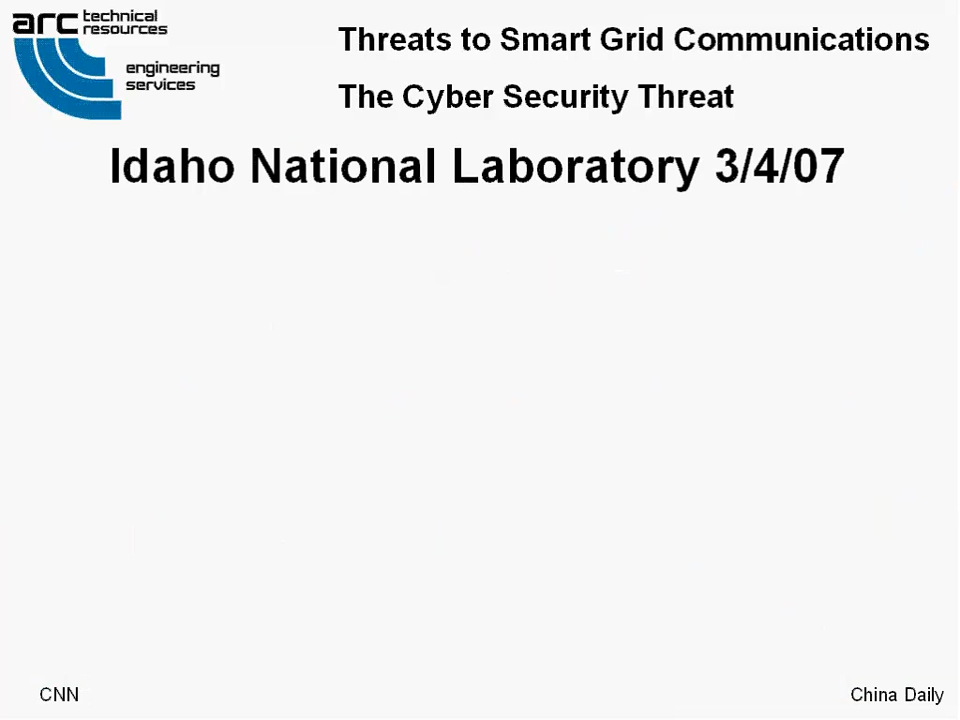 arc technical resources
engineering services
Threats to Smart Grid Communications
The Cyber Security Threat
Idaho National Laboratory 3/4/07
CNN
China Daily